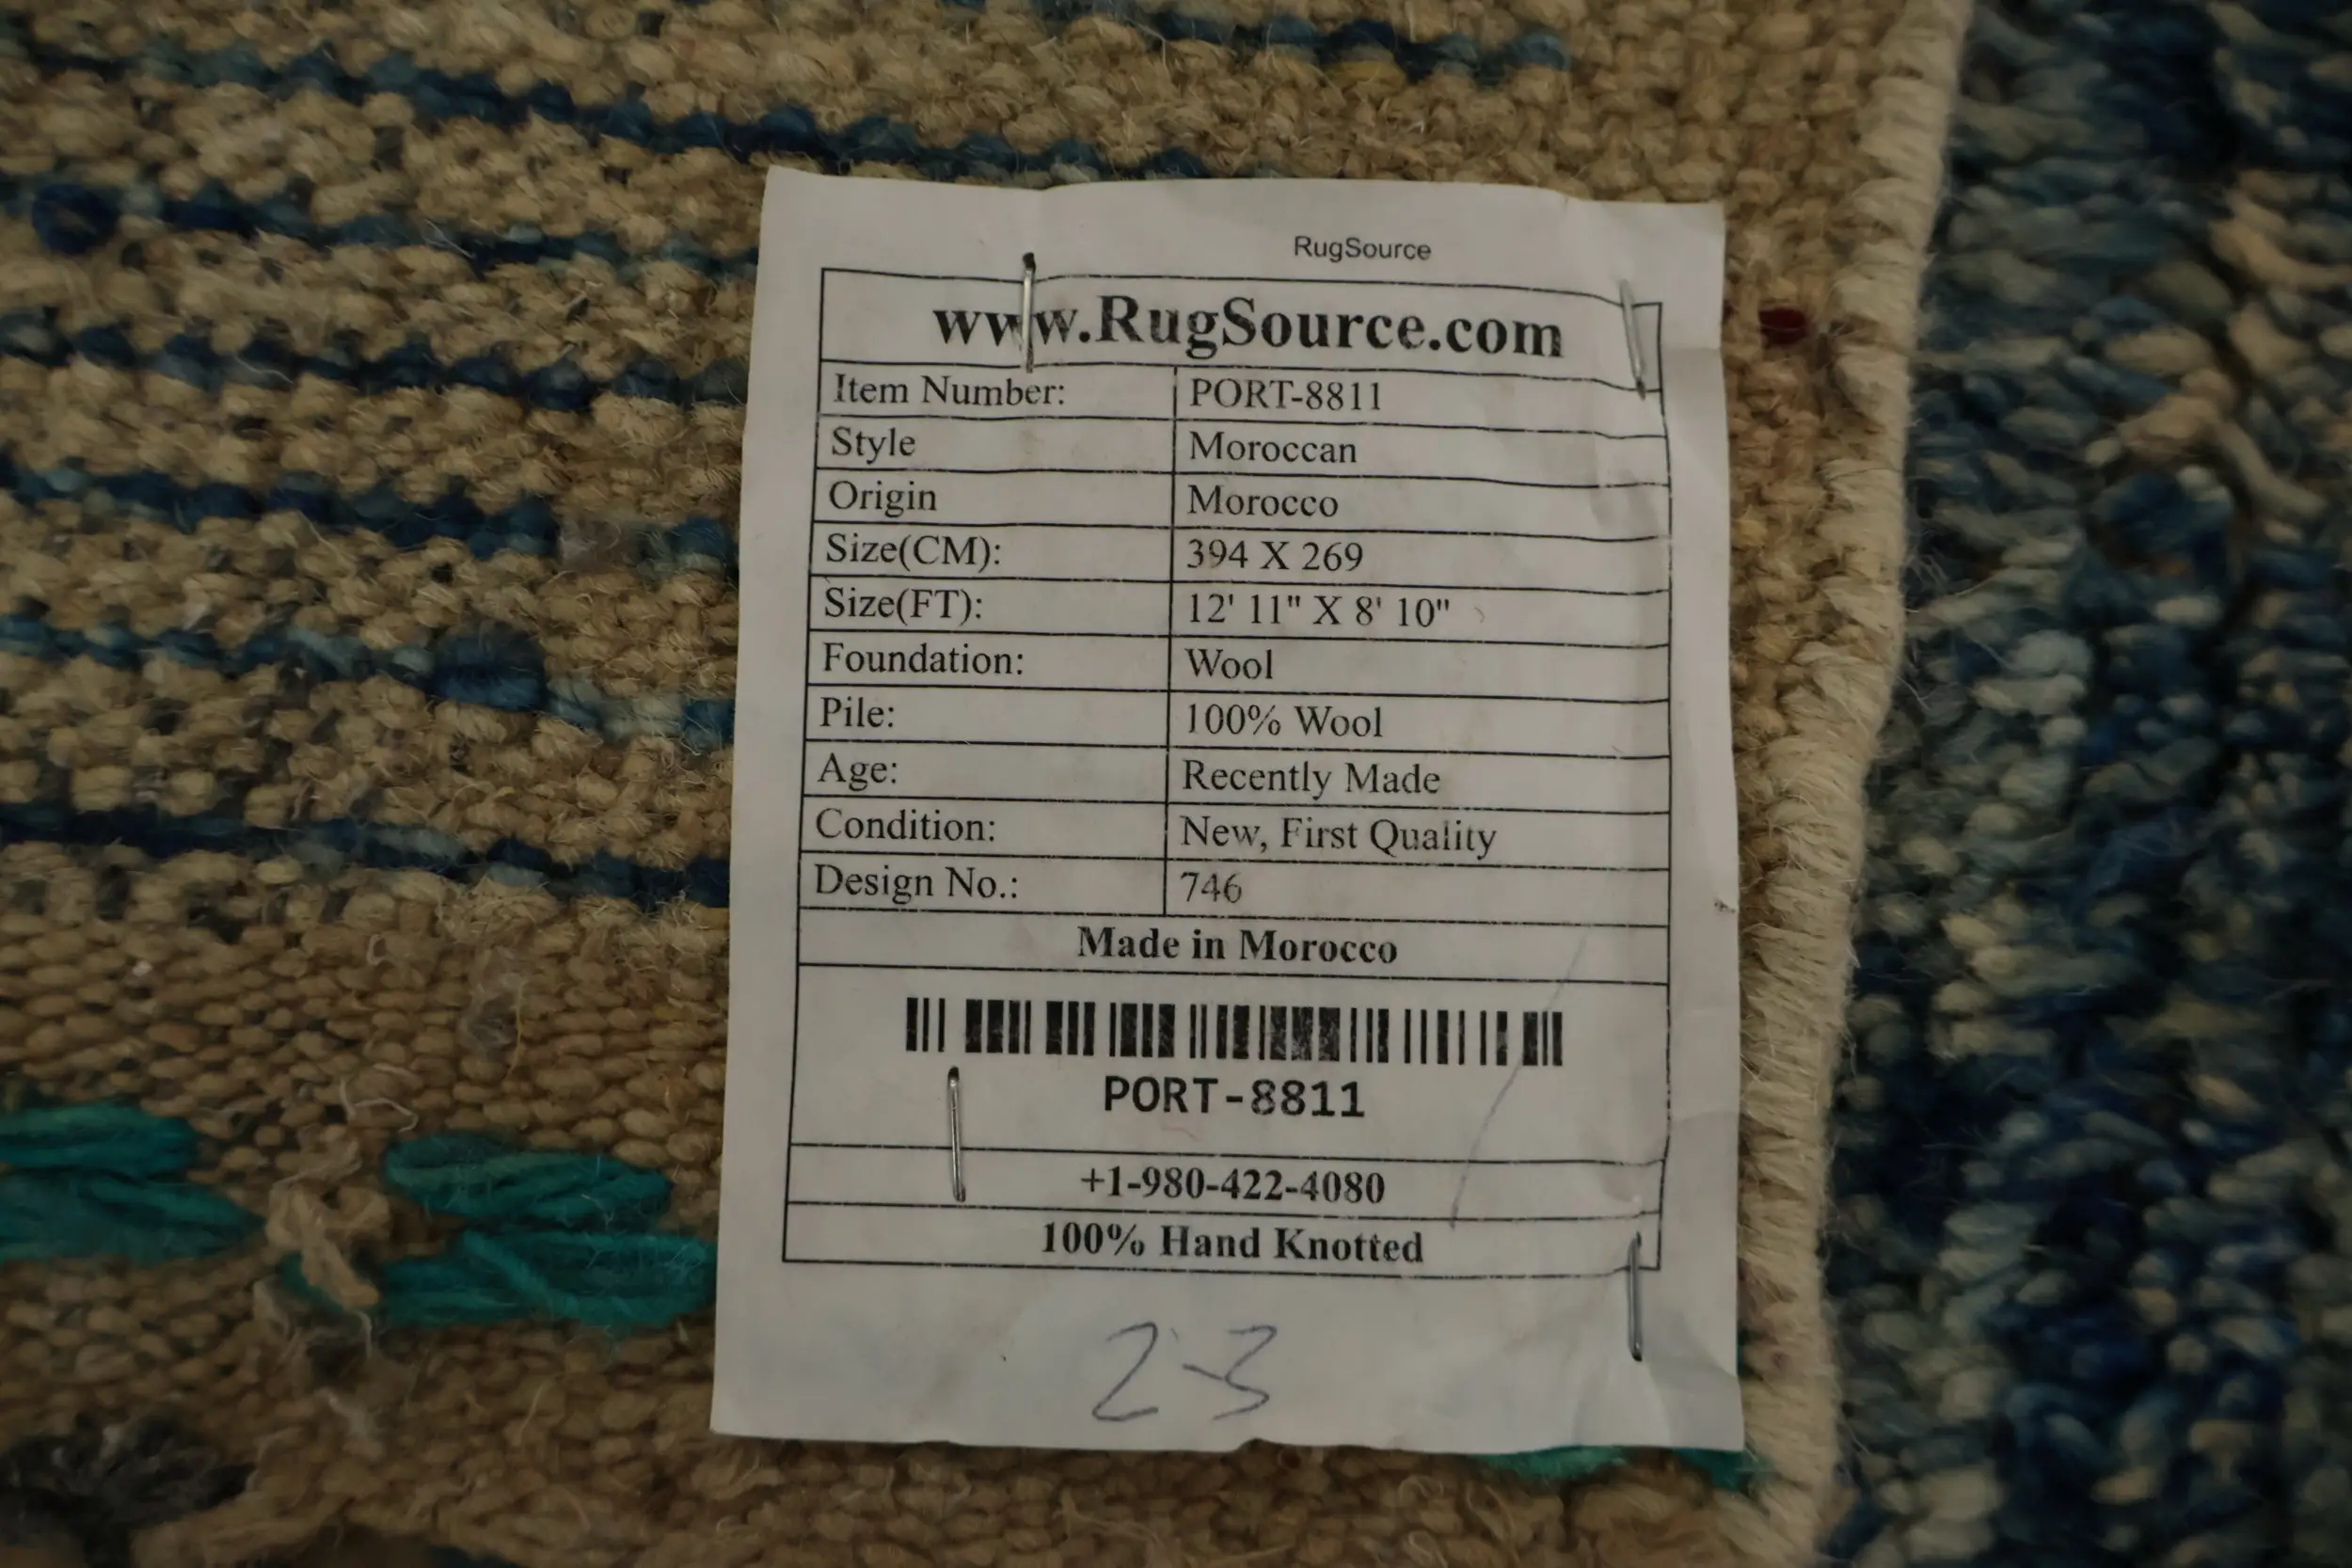 RugSource
www.RugSource.com
Item Number: PORT-8811
Style Moroccan
Origin Morocco
Size(CM): 394 X 269
Size(FT): 12' 11" X 8' 10"
Foundation: Wool
Pile: 100% Wool
Age: Recently Made
Condition: New, First Quality
Design No.: 746
Made in Morocco
PORT-8811
+1-980-422-4080
100% Hand Knotted
2-3